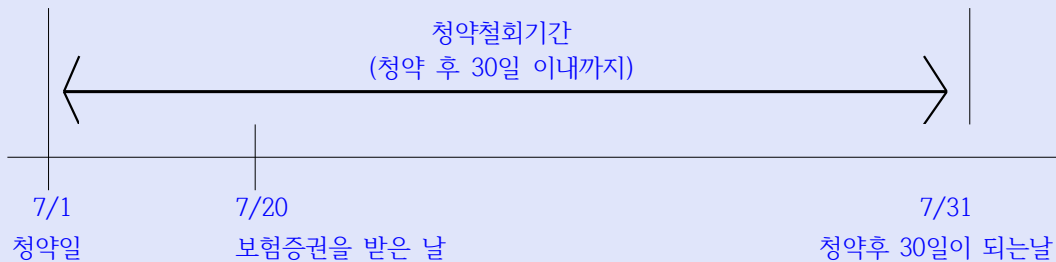 청약철회기간
(청약 후 30일 이내까지)
7/1
7/20
7/31
청약일
보험증권을 받은 날
청약후 30일이 되는날